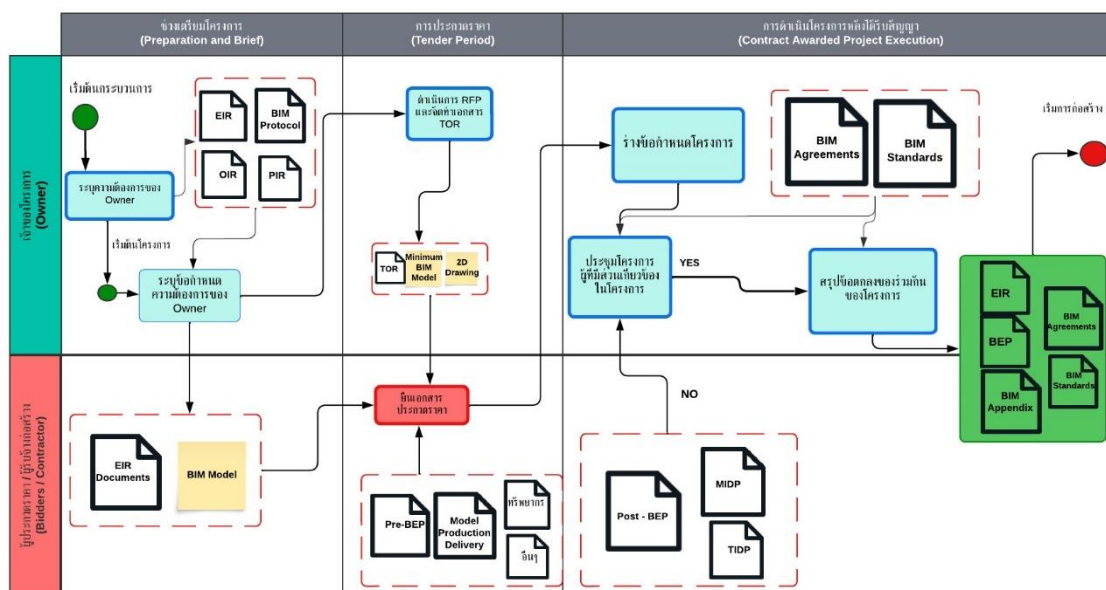 ช่วงเตรียมโครงการ
(Preparation and Brief)
การประกวดราคา
(Tender Period)
การดำเนินโครงการหลังได้รับสัญญา
(Contract Awarded Project Execution)
เจ้าของโครงการ
(Owner)
เริ่มต้นกระบวนการ
ระบุความต้องการของ
Owner
EIR
BIM
Protocol
OIR
PIR
เริ่มต้นโครงการ
ระบุข้อกำหนด
ความต้องการของ
Owner
ดำเนินการ RFP
และจัดทำเอกสาร
TOR
TOR
Minimum
BIM
Model
2D
Drawing
ร่างข้อกำหนดโครงการ
BIM
Agreements
BIM
Standards
เริ่มการก่อสร้าง
ประชุมโครงการ
ผู้ที่มีส่วนเกี่ยวข้อง
ในโครงการ
YES
สรุปข้อตกลงของร่วมกัน
ของโครงการ
EIR
BEP
BIM
Appendix
BIM
Agreements
BIM
Standards
ผู้ประกวดราคา / ผู้รับจ้างก่อสร้าง
(Bidders / Contractor)
EIR
Documents
BIM Model
ยื่นเอกสาร
ประกวดราคา
Pre-BEP
Model
Production
Delivery
ทรัพยากร
อื่นๆ
NO
Post - BEP
MIDP
TIDP